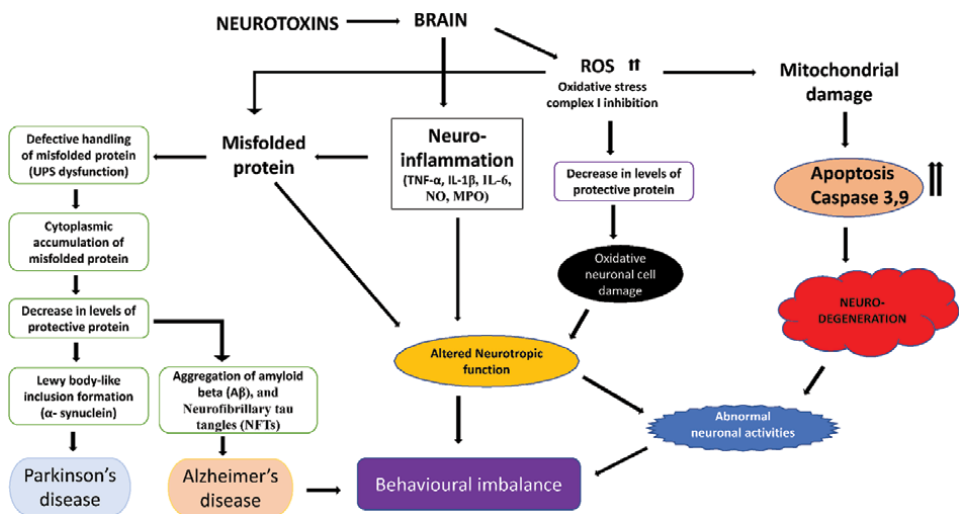 NEUROTOXINS
BRAIN
ROS ⇈
Oxidative stress
complex I inhibition
Mitochondrial
damage
Defective handling
of misfolded protein
(UPS dysfunction)
Misfolded
protein
Neuro-
inflammation
(TNF-α, IL-1β, IL-6,
NO, MPO)
Decrease in levels of
protective protein
Apoptosis
Caspase 3,9
Cytoplasmic
accumulation of
misfolded protein
Oxidative
neuronal cell
damage
Decrease in levels of
protective protein
NEURO-
DEGENERATION
Altered Neurotropic
function
Lewy body-like
inclusion formation
(α- synuclein)
Aggregation of amyloid
beta (Aβ), and
Neurofibrillary tau
tangles (NFTs)
Abnormal
neuronal activities
Parkinson's
disease
Alzheimer's
disease
Behavioural imbalance